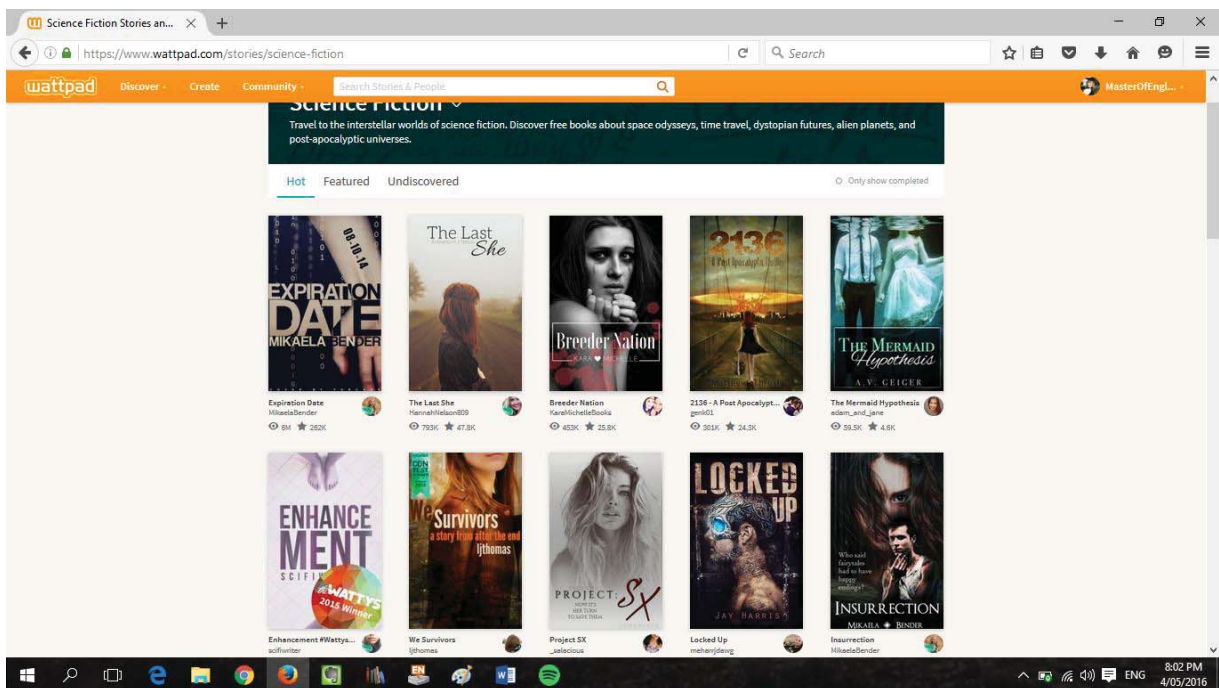 Science Fiction Stories an...
https://www.wattpad.com/stories/science-fiction
Search
wattpad Discover Create Community Search Stories & People MasterOfEngl...
Science Fiction
Travel to the interstellar worlds of science fiction. Discover free books about space odysseys, time travel, dystopian futures, alien planets, and
post-apocalyptic universes.
Hot Featured Undiscovered Only show completed
08.10.14
EXPIRATION
DATE
MIKAELA BENDER
Expiration Date
MikaelaBender
6M 262K
The Last
She
The Last She
HannahNelson809
793K 47.8K
Breeder Nation
KARA MICHELLE
Breeder Nation
KaraMichelleBooks
453K 25.8K
2136
A Post Apocalyptic Thriller
2136 - A Post Apocalypt...
genk01
301K 24.3K
THE MERMAID
Hypothesis
A.V. GEIGER
The Mermaid Hypothesis
adam_and_jane
59.5K 4.6K
ENHANCE
MENT
SCIFI
#WATTYS
2015 Winner
Enhancement #Wattys...
scifiwriter
We Survivors
a story from after the end
ljthomas
We Survivors
ljthomas
PROJECT:
SX
Project SX
_salacious
LOCKED
UP
JAY HARRIS
Locked Up
meharrjdawg
Who said
fairytales
had to have
happy
endings?
INSURRECTION
MIKAELA BENDER
Insurrection
MikaelaBender
ENG
8:02 PM
4/05/2016